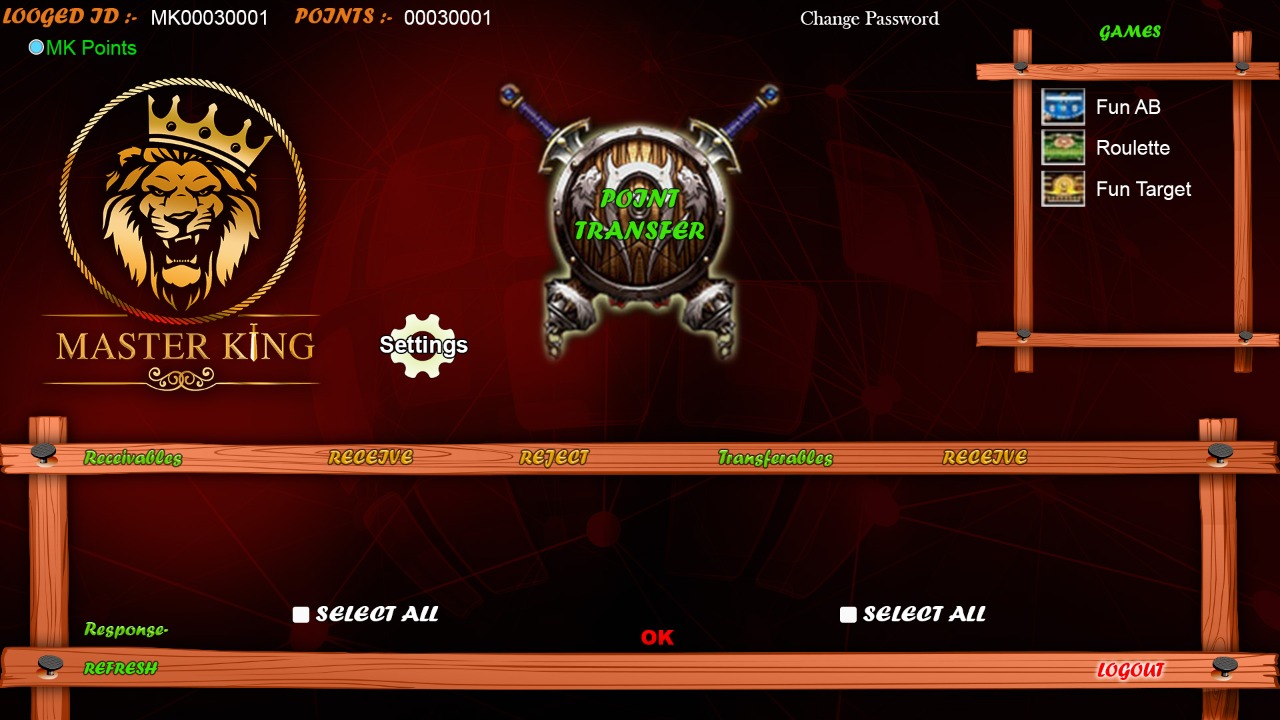 LOOGED ID :- MK00030001 POINTS :- 00030001 Change Password
GAMES
MK Points
Fun AB
Roulette
Fun Target
POINT
TRANSFER
MASTER KING
Settings
Receivables RECEIVE REJECT Transferables RECEIVE
SELECT ALL SELECT ALL
Response-
OK
REFRESH LOGOUT